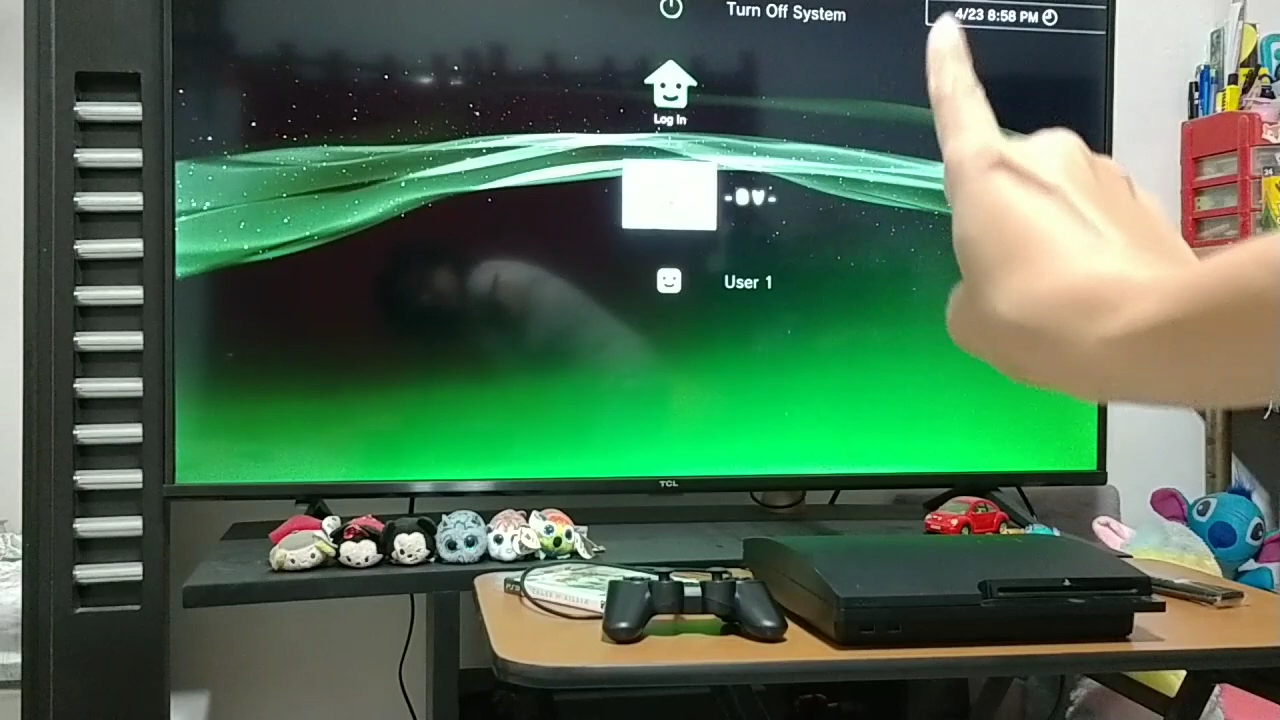 Turn Off System
4/23 8:58 PM
Log In
User 1
TCL